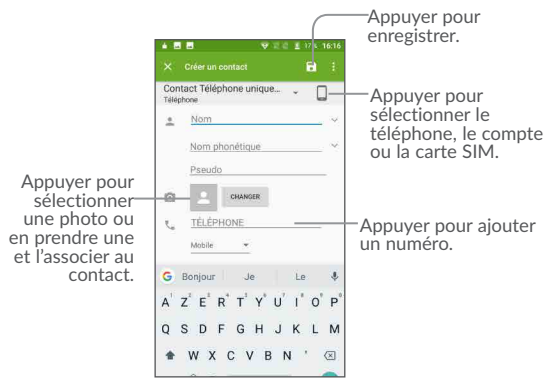 Appuyer pour
enregistrer.
16:16
Créer un contact
Contact Téléphone unique...
Téléphone
Appuyer pour
sélectionner le
téléphone, le compte
ou la carte SIM.
Nom
Nom phonétique
Pseudo
Appuyer pour
sélectionner
une photo ou
en prendre une
et l'associer au
contact.
CHANGER
TÉLÉPHONE
Appuyer pour ajouter
un numéro.
Mobile
G Bonjour Je Le
A Z E R T Y U I O P
Q S D F G H J K L M
W X C V B N '